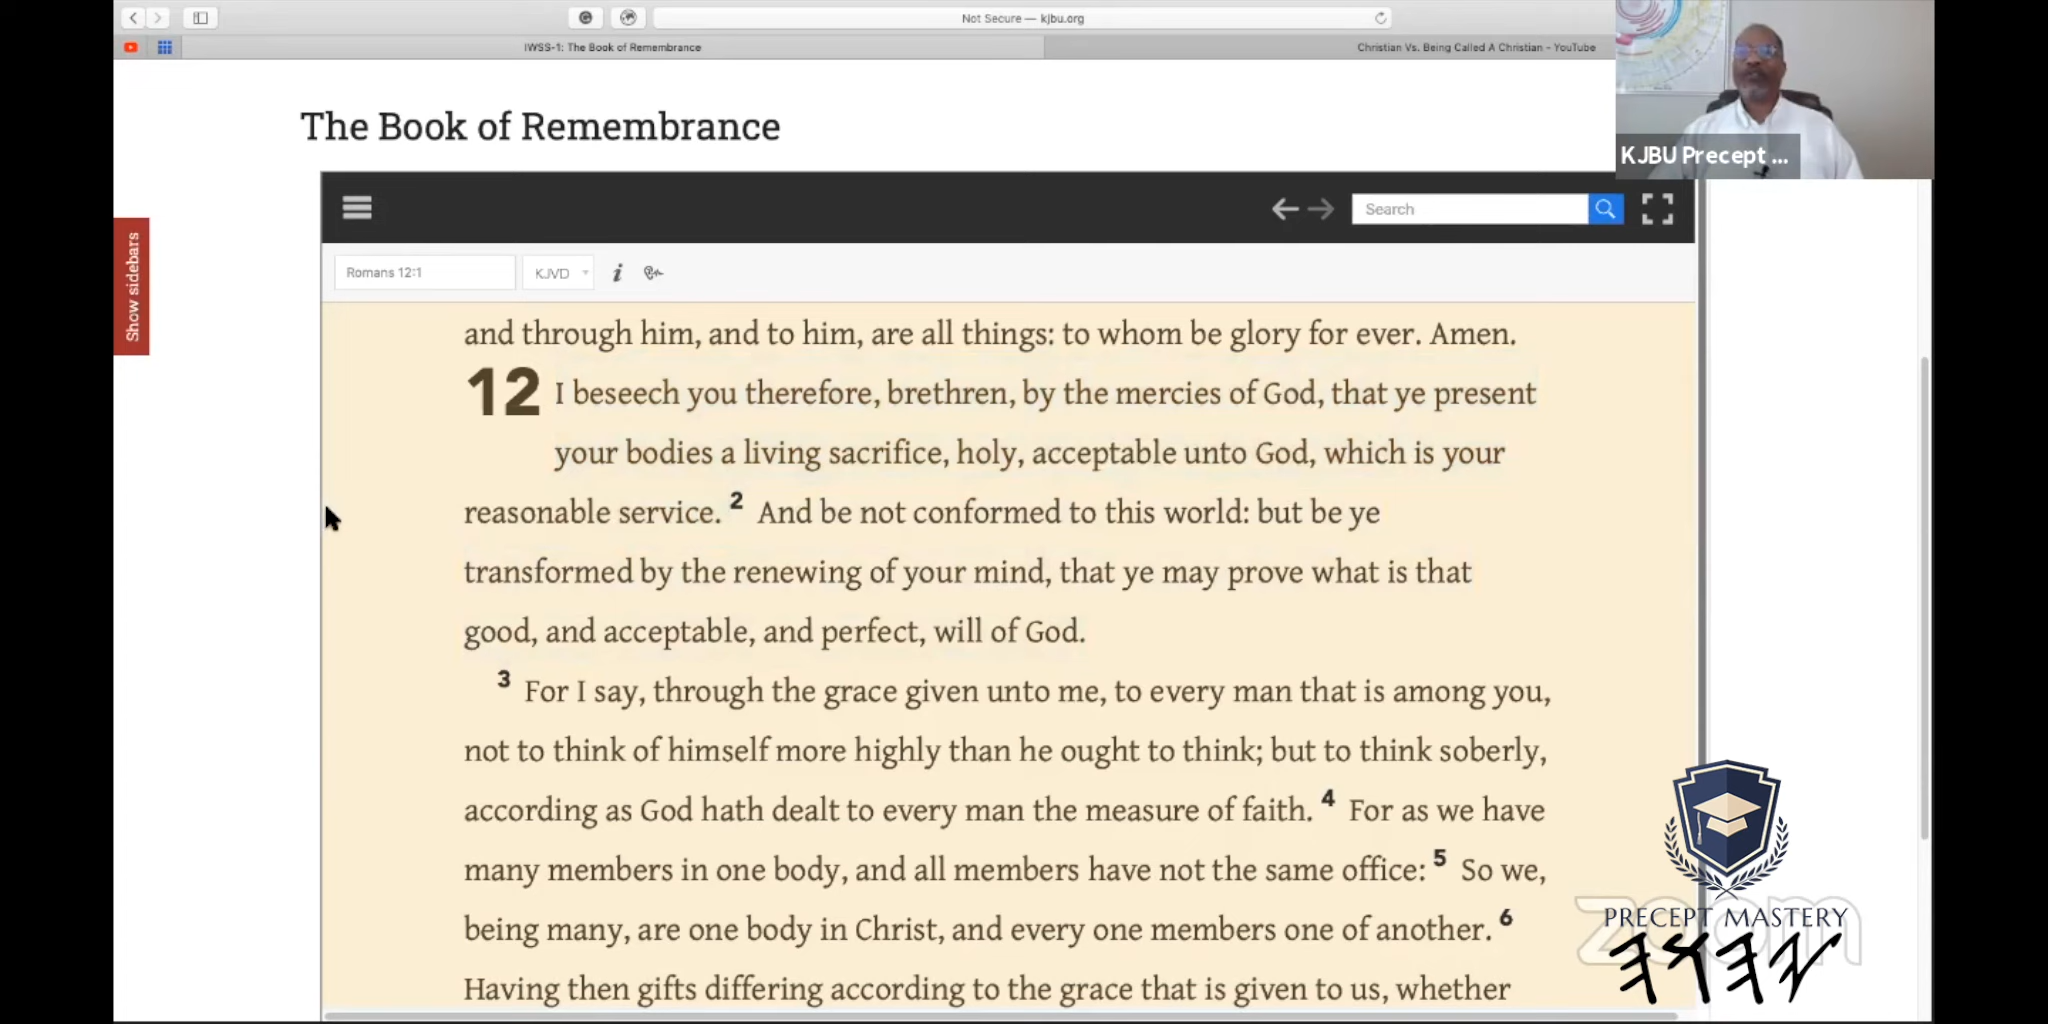 Not Secure — kjbu.org
IWSS-1: The Book of Remembrance
Christian Vs. Being Called A Christian - YouTube
KJBU Precept ...
The Book of Remembrance
Search
Show sidebars
Romans 12:1
KJVD
i
and through him, and to him, are all things: to whom be glory for ever. Amen.
12 I beseech you therefore, brethren, by the mercies of God, that ye present
your bodies a living sacrifice, holy, acceptable unto God, which is your
reasonable service. 2 And be not conformed to this world: but be ye
transformed by the renewing of your mind, that ye may prove what is that
good, and acceptable, and perfect, will of God.
3 For I say, through the grace given unto me, to every man that is among you,
not to think of himself more highly than he ought to think; but to think soberly,
according as God hath dealt to every man the measure of faith. 4 For as we have
many members in one body, and all members have not the same office: 5 So we,
being many, are one body in Christ, and every one members one of another. 6
Having then gifts differing according to the grace that is given to us, whether
PRECEPT MASTERY
zoom